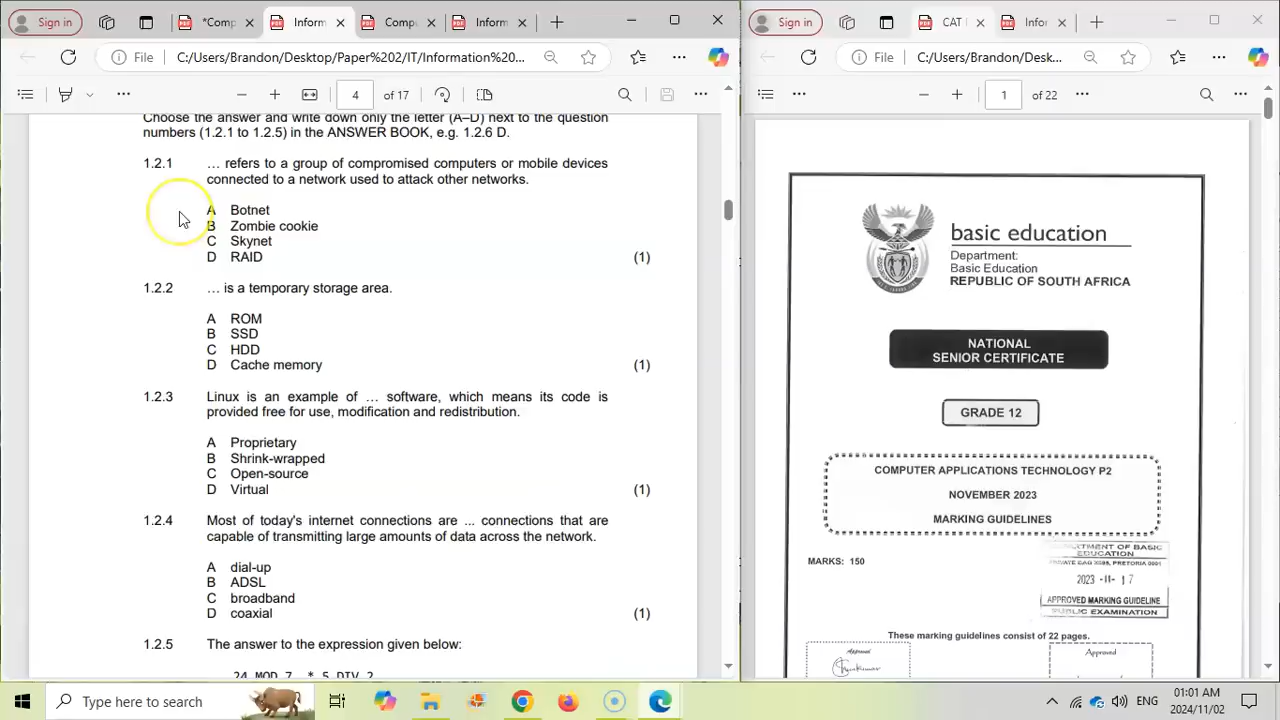 Sign in
*Comp
Inform
Compu
Inform
Sign in
CAT I
Infor
File
C:/Users/Brandon/Desktop/Paper%202/IT/Information%20...
File
C:/Users/Brandon/Desk...
4 of 17
1 of 22
Choose the answer and write down only the letter (A–D) next to the question
numbers (1.2.1 to 1.2.5) in the ANSWER BOOK, e.g. 1.2.6 D.
1.2.1 … refers to a group of compromised computers or mobile devices
connected to a network used to attack other networks.
A Botnet
B Zombie cookie
C Skynet
D RAID (1)
1.2.2 … is a temporary storage area.
A ROM
B SSD
C HDD
D Cache memory (1)
1.2.3 Linux is an example of … software, which means its code is
provided free for use, modification and redistribution.
A Proprietary
B Shrink-wrapped
C Open-source
D Virtual (1)
1.2.4 Most of today's internet connections are ... connections that are
capable of transmitting large amounts of data across the network.
A dial-up
B ADSL
C broadband
D coaxial (1)
1.2.5 The answer to the expression given below:
24 MOD 7 * 5 DIV 2
basic education
Department:
Basic Education
REPUBLIC OF SOUTH AFRICA
NATIONAL
SENIOR CERTIFICATE
GRADE 12
COMPUTER APPLICATIONS TECHNOLOGY P2
NOVEMBER 2023
MARKING GUIDELINES
MARKS: 150
OF BASIC
EDUCATION
PRIVATE BAG X895, PRETORIA 0001
2023 -11- 17
APPROVED MARKING GUIDELINE
PUBLIC EXAMINATION
These marking guidelines consist of 22 pages.
Approved
Approved
Type here to search
ENG
01:01 AM
2024/11/02